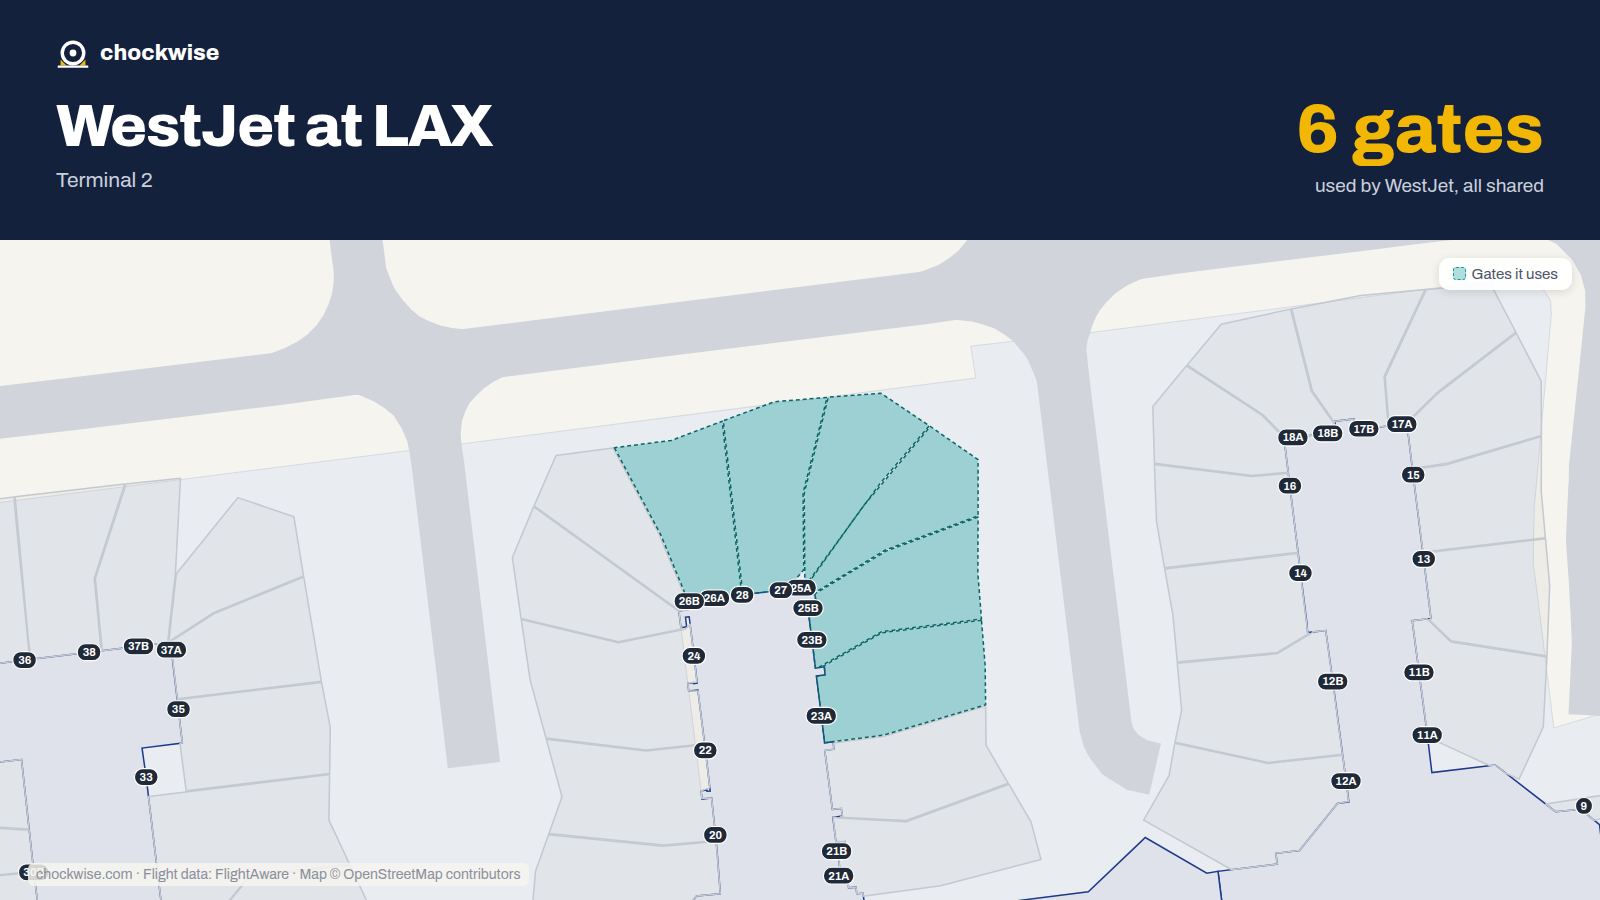 chockwise
WestJet at LAX
Terminal 2
6 gates
used by WestJet, all shared
Gates it uses
18A
18B
17B
17A
16
15
14
13
12B
11B
11A
12A
9
26B
26A
28
27
25A
25B
23B
24
23A
22
20
21B
21A
36
38
37B
37A
35
33
chockwise.com · Flight data: FlightAware · Map © OpenStreetMap contributors